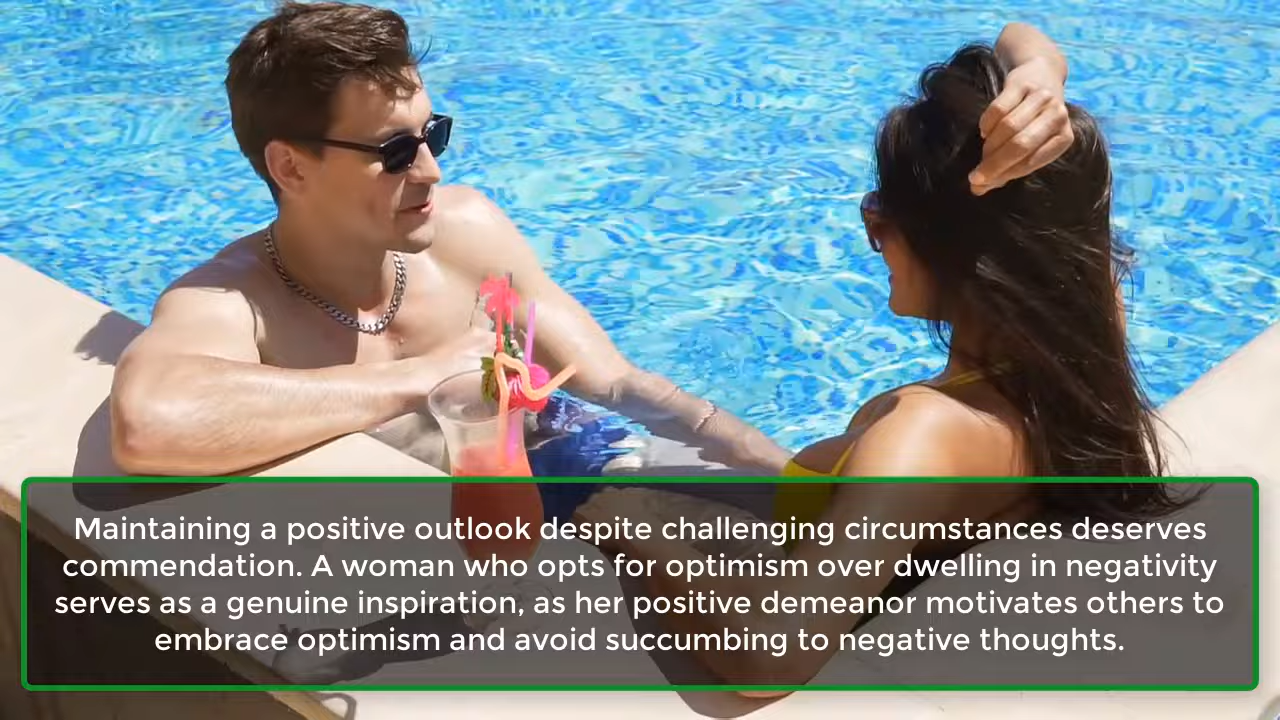 Maintaining a positive outlook despite challenging circumstances deserves
commendation. A woman who opts for optimism over dwelling in negativity
serves as a genuine inspiration, as her positive demeanor motivates others to
embrace optimism and avoid succumbing to negative thoughts.